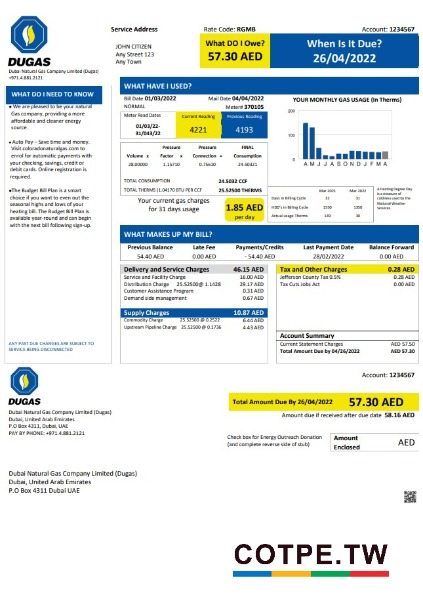 Service Address
Rate Code: RGMB
Account: 1234567
JOHN CITIZEN
Any Street 123
Any Town
What DO I Owe?
57.30 AED
When Is It Due?
26/04/2022
DUGAS
Dubai Natural Gas Company Limited (Dugas)
+971.4.881.2121
WHAT DO I NEED TO KNOW
• We are pleased to be your natural
Gas company, providing a more
affordable and cleaner energy
source.
• Auto Pay – Save time and money.
Visit coloradonaturalgas.com to
enroll for automatic payments with
your checking, savings, credit or
debit cards. Online registration is
required.
•The Budget Bill Plan is a smart
choice if you want to even out the
seasonal highs and lows of your
heating bill. The Budget Bill Plan is
available year-round and can begin
with the next bill following sign-up.
ANY PAST DUE CHARGES ARE SUBJECT TO
SERVICE BEING DISCONNECTED
WHAT HAVE I USED?
Bill Date 01/03/2022
Mail Date 04/04/2022
NORMAL
Meter# 37010S
Meter Read Dates
Current Reading
Previous Reading
01/03/22-
31/043/22
4221
4193
Pressure Pressure FINAL
Volume x Factor x Connection = Consumption
28.00000 1.15710 0.76500
TOTAL CONSUMPTION 24.5032 CCF
TOTAL THERMS (1.04170 BTU PER CCF 25.52500 THERMS
Your current gas charges
for 31 days usage
1.85 AED
per day
YOUR MONTHLY GAS USAGE (In Therms)
200
100
0
A M J J A S O N D J F M A
Mar 2021 Mar 2022
Days in Billing Cycle
HDD's in Billing Cycle
Actual usage Therms
A Heating Degree Day
is a measure of
coldness used by the
National Weather
Services
WHAT MAKES UP MY BILL?
Previous Balance Late Fee Payments/Credits Last Payment Date Balance Forward
54.40 AED 0.00 AED - 54.40 AED 28/02/2022 0.00 AED
Delivery and Service Charges 46.15 AED
Service and Facility Charge 16.00 AED
Distribution Charge 25.52500@ 1.1428 29.17 AED
Customer Assistance Program 0.31 AED
Demand side management 0.67 AED
Supply Charges 10.87 AED
Commodity Charge 25.52500 @ 0.2522 6.44 AED
Upstream Pipeline Charge 25.52500 @ 0.1736 4.43 AED
Tax and Other Charges 0.28 AED
Jefferson County Tax 0.5% 0.28 AED
Tax Cuts Jobs Act 0.00 AED
Account Summary
Current Statement Charges AED 57.50
Total Amount Due by 04/26/2022 AED 57.30
Account: 1234567
DUGAS
Dubai Natural Gas Company Limited (Dugas)
Dubai, United Arab Emirates
P.O Box 4311, Dubai, UAE
PAY BY PHONE: +971.4.881.2121
Total Amount Due By 26/04/2022 57.30 AED
Amount due if received after due date 58.16 AED
Check box for Energy Outreach Donation
(and complete reverse side of stub)
Amount
Enclosed
AED
Dubai Natural Gas Company Limited (Dugas)
Dubai, United Arab Emirates
P.O Box 4311 Dubai UAE
COTPE.TW